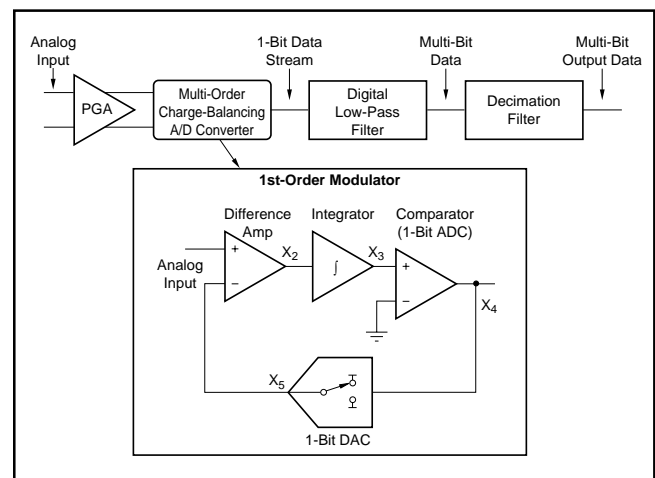 Analog
Input
1-Bit Data
Stream
Multi-Bit
Data
Multi-Bit
Output Data
PGA
Multi-Order
Charge-Balancing
A/D Converter
Digital
Low-Pass
Filter
Decimation
Filter
1st-Order Modulator
Difference
Amp
Integrator
Comparator
(1-Bit ADC)
Analog
Input
+
–
X2
∫
X3
+
–
X4
X5
1-Bit DAC